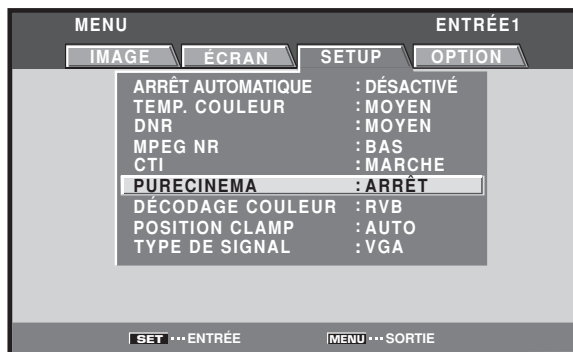 MENU ENTRÉE1
IMAGE ÉCRAN SETUP OPTION
ARRÊT AUTOMATIQUE : DÉSACTIVÉ
TEMP. COULEUR : MOYEN
DNR : MOYEN
MPEG NR : BAS
CTI : MARCHE
PURECINEMA : ARRÊT
DÉCODAGE COULEUR : RVB
POSITION CLAMP : AUTO
TYPE DE SIGNAL : VGA
SET ··· ENTRÉE MENU ··· SORTIE